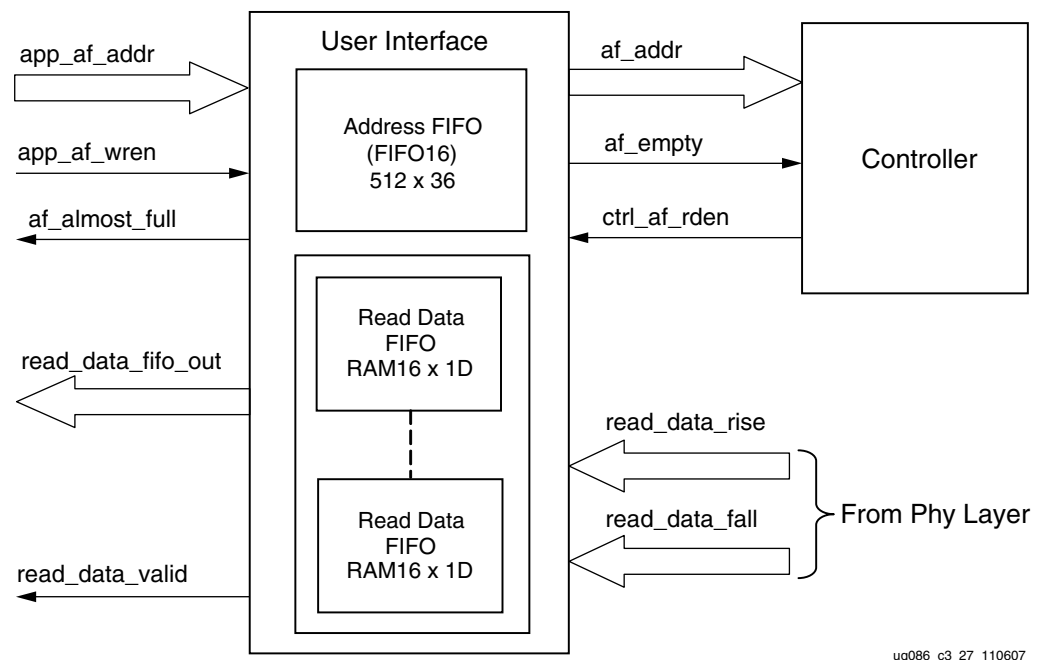 User Interface
app_af_addr
af_addr
Address FIFO
(FIFO16)
512 x 36
app_af_wren
af_empty
Controller
af_almost_full
ctrl_af_rden
Read Data
FIFO
RAM16 x 1D
read_data_fifo_out
read_data_rise
Read Data
FIFO
RAM16 x 1D
read_data_fall
From Phy Layer
read_data_valid
ug086_c3_27_110607